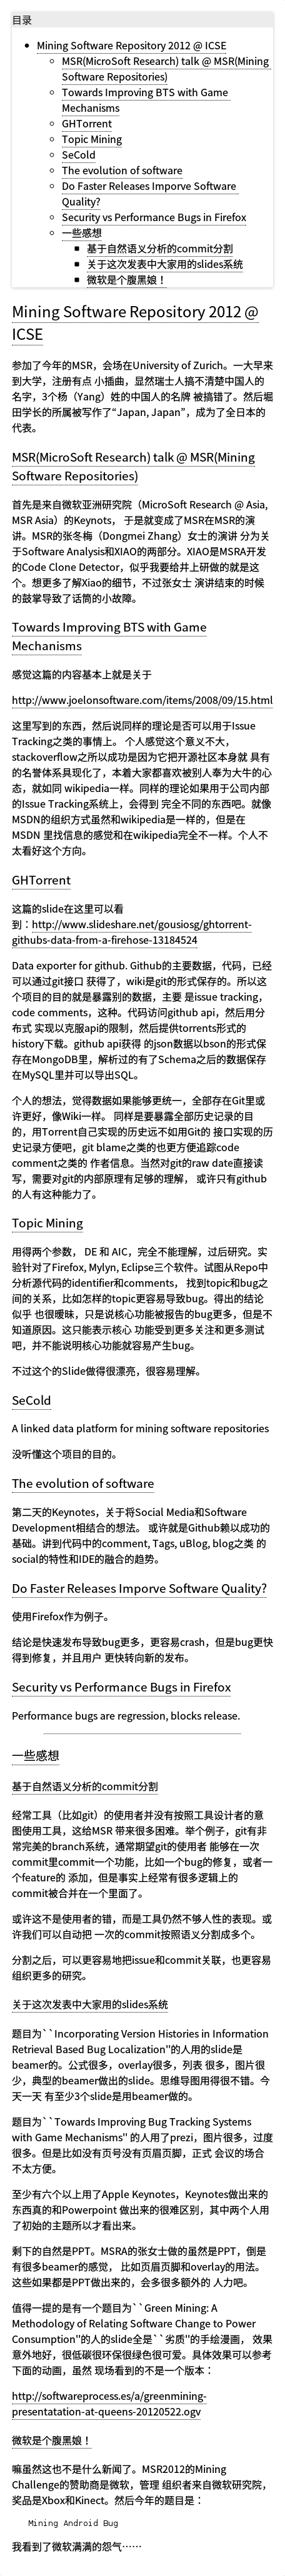 目录
Mining Software Repository 2012 @ ICSE
MSR(MicroSoft Research) talk @ MSR(Mining
Software Repositories)
Towards Improving BTS with Game
Mechanisms
GHTorrent
Topic Mining
SeCold
The evolution of software
Do Faster Releases Imporve Software
Quality?
Security vs Performance Bugs in Firefox
一些感想
基于自然语义分析的commit分割
关于这次发表中大家用的slides系统
微软是个腹黑娘！
Mining Software Repository 2012 @
ICSE
参加了今年的MSR，会场在University of Zurich。一大早来
到大学，注册有点 小插曲，显然瑞士人搞不清楚中国人的
名字，3个杨（Yang）姓的中国人的名牌 被搞错了。然后堀
田学长的所属被写作了“Japan, Japan”，成为了全日本的
代表。
MSR(MicroSoft Research) talk @ MSR(Mining
Software Repositories)
首先是来自微软亚洲研究院（MicroSoft Research @ Asia,
MSR Asia）的Keynots， 于是就变成了MSR在MSR的演
讲。MSR的张冬梅（Dongmei Zhang）女士的演讲 分为关
于Software Analysis和XIAO的两部分。XIAO是MSRA开发
的Code Clone Detector，似乎我要给井上研做的就是这
个。想更多了解Xiao的细节，不过张女士 演讲结束的时候
的鼓掌导致了话筒的小故障。
Towards Improving BTS with Game
Mechanisms
感觉这篇的内容基本上就是关于
http://www.joelonsoftware.com/items/2008/09/15.html
这里写到的东西，然后说同样的理论是否可以用于Issue
Tracking之类的事情上。 个人感觉这个意义不大，
stackoverflow之所以成功是因为它把开源社区本身就 具有
的名誉体系具现化了，本着大家都喜欢被别人奉为大牛的心
态，就如同 wikipedia一样。同样的理论如果用于公司内部
的Issue Tracking系统上，会得到 完全不同的东西吧。就像
MSDN的组织方式虽然和wikipedia是一样的，但是在
MSDN 里找信息的感觉和在wikipedia完全不一样。个人不
太看好这个方向。
GHTorrent
这篇的slide在这里可以看
到：http://www.slideshare.net/gousiosg/ghtorrent-
githubs-data-from-a-firehose-13184524
Data exporter for github. Github的主要数据，代码，已经
可以通过git接口 获得了，wiki是git的形式保存的。所以这
个项目的目的就是暴露别的数据，主要 是issue tracking，
code comments，这种。代码访问github api，然后用分
布式 实现以克服api的限制，然后提供torrents形式的
history下载。github api获得 的json数据以bson的形式保
存在MongoDB里，解析过的有了Schema之后的数据保存
在MySQL里并可以导出SQL。
个人的想法，觉得数据如果能够更统一，全部存在Git里或
许更好，像Wiki一样。 同样是要暴露全部历史记录的目
的，用Torrent自己实现的历史远不如用Git的 接口实现的历
史记录方便吧，git blame之类的也更方便追踪code
comment之类的 作者信息。当然对git的raw date直接读
写，需要对git的内部原理有足够的理解， 或许只有github
的人有这种能力了。
Topic Mining
用得两个参数， DE 和 AIC，完全不能理解，过后研究。实
验针对了Firefox, Mylyn, Eclipse三个软件。试图从Repo中
分析源代码的identifier和comments， 找到topic和bug之
间的关系，比如怎样的topic更容易导致bug。得出的结论
似乎 也很暧昧，只是说核心功能被报告的bug更多，但是不
知道原因。这只能表示核心 功能受到更多关注和更多测试
吧，并不能说明核心功能就容易产生bug。
不过这个的Slide做得很漂亮，很容易理解。
SeCold
A linked data platform for mining software repositories
没听懂这个项目的目的。
The evolution of software
第二天的Keynotes，关于将Social Media和Software
Development相结合的想法。 或许就是Github赖以成功的
基础。讲到代码中的comment, Tags, uBlog, blog之类 的
social的特性和IDE的融合的趋势。
Do Faster Releases Imporve Software Quality?
使用Firefox作为例子。
结论是快速发布导致bug更多，更容易crash，但是bug更快
得到修复，并且用户 更快转向新的发布。
Security vs Performance Bugs in Firefox
Performance bugs are regression, blocks release.
一些感想
基于自然语义分析的commit分割
经常工具（比如git）的使用者并没有按照工具设计者的意
图使用工具，这给MSR 带来很多困难。举个例子，git有非
常完美的branch系统，通常期望git的使用者 能够在一次
commit里commit一个功能，比如一个bug的修复，或者一
个feature的 添加，但是事实上经常有很多逻辑上的
commit被合并在一个里面了。
或许这不是使用者的错，而是工具仍然不够人性的表现。或
许我们可以自动把 一次的commit按照语义分割成多个。
分割之后，可以更容易地把issue和commit关联，也更容易
组织更多的研究。
关于这次发表中大家用的slides系统
题目为``Incorporating Version Histories in Information
Retrieval Based Bug Localization''的人用的slide是
beamer的。公式很多，overlay很多，列表 很多，图片很
少，典型的beamer做出的slide。思维导图用得很不错。今
天一天 有至少3个slide是用beamer做的。
题目为``Towards Improving Bug Tracking Systems
with Game Mechanisms'' 的人用了prezi，图片很多，过度
很多。但是比如没有页号没有页眉页脚，正式 会议的场合
不太方便。
至少有六个以上用了Apple Keynotes，Keynotes做出来的
东西真的和Powerpoint 做出来的很难区别，其中两个人用
了初始的主题所以才看出来。
剩下的自然是PPT。MSRA的张女士做的虽然是PPT，倒是
有很多beamer的感觉， 比如页眉页脚和overlay的用法。
这些如果都是PPT做出来的，会多很多额外的 人力吧。
值得一提的是有一个题目为``Green Mining: A
Methodology of Relating Software Change to Power
Consumption''的人的slide全是``劣质''的手绘漫画， 效果
意外地好，很低碳很环保很绿色很可爱。具体效果可以参考
下面的动画，虽然 现场看到的不是一个版本：
http://softwareprocess.es/a/greenmining-
presentatation-at-queens-20120522.ogv
微软是个腹黑娘！
嘛虽然这也不是什么新闻了。MSR2012的Mining
Challenge的赞助商是微软，管理 组织者来自微软研究院，
奖品是Xbox和Kinect。然后今年的题目是：
Mining Android Bug
我看到了微软满满的怨气……